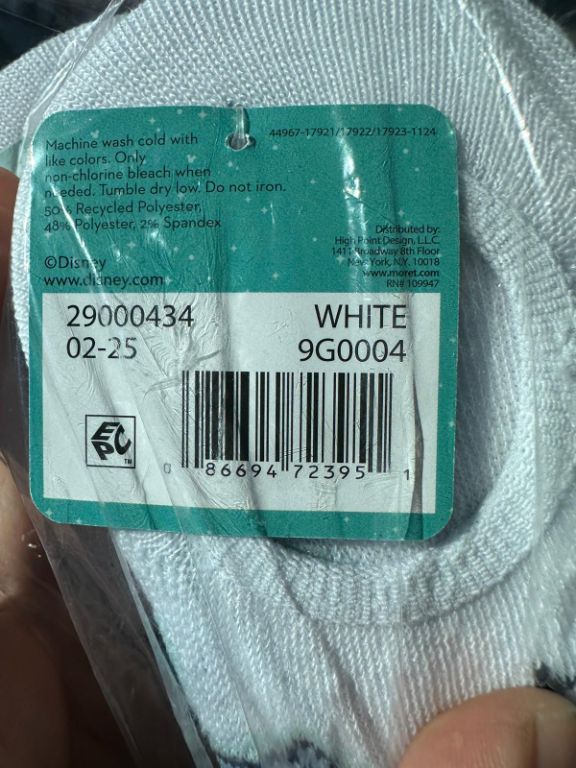 44967-17921/17922/17923-1124
Machine wash cold with
like colors. Only
non-chlorine bleach when
needed. Tumble dry low. Do not iron.
50% Recycled Polyester,
48% Polyester, 2% Spandex
Distributed by:
High Point Design, L.L.C.
1411 Broadway 8th Floor
New York, N.Y. 10018
www.moret.com
RN# 109947
©Disney
www.disney.com
29000434 WHITE
02-25 9G0004
EPC TM
0 86694 72395 1